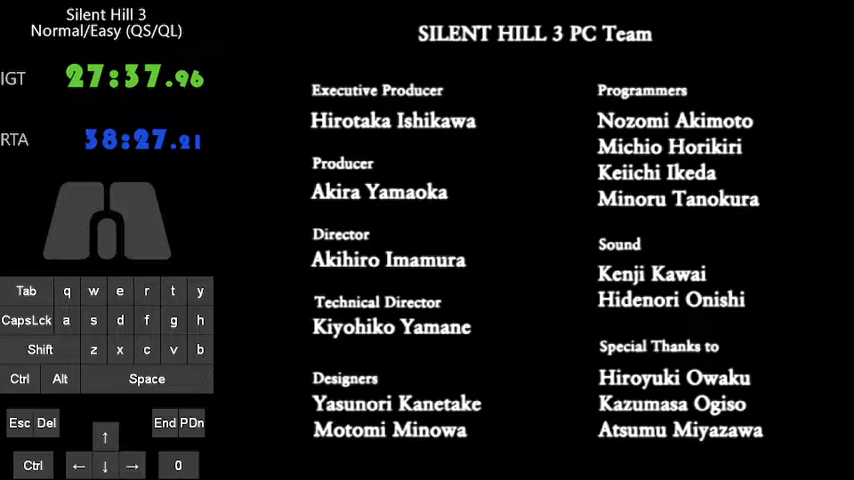 Silent Hill 3
Normal/Easy (QS/QL)
IGT 27:37.96
RTA 38:27.21
Tab q w e r t y
CapsLck a s d f g h
Shift z x c v b
Ctrl Alt Space
Esc Del End PDn
↑
Ctrl ← ↓ → 0
SILENT HILL 3 PC Team
Executive Producer
Hirotaka Ishikawa
Producer
Akira Yamaoka
Director
Akihiro Imamura
Technical Director
Kiyohiko Yamane
Designers
Yasunori Kanetake
Motomi Minowa
Programmers
Nozomi Akimoto
Michio Horikiri
Keiichi Ikeda
Minoru Tanokura
Sound
Kenji Kawai
Hidenori Onishi
Special Thanks to
Hiroyuki Owaku
Kazumasa Ogiso
Atsumu Miyazawa